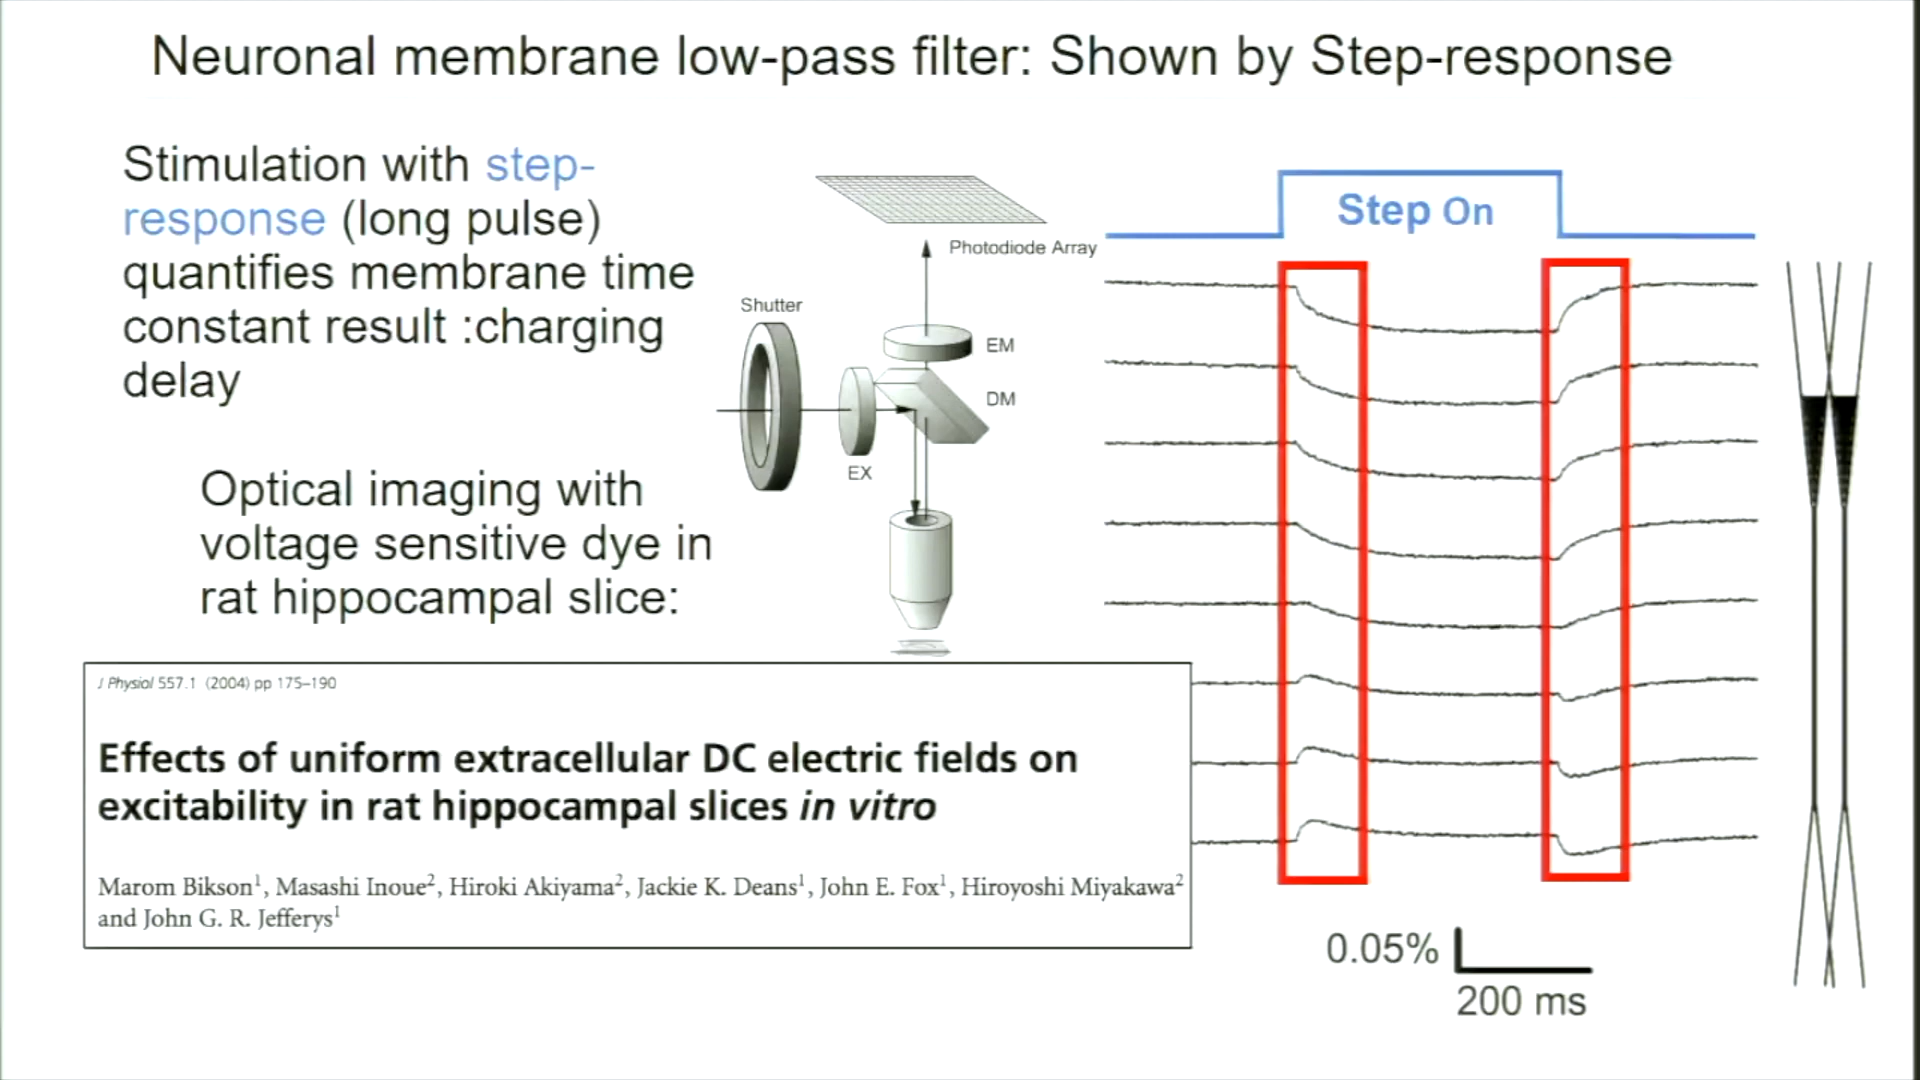 Neuronal membrane low-pass filter: Shown by Step-response
Stimulation with step-
response (long pulse)
quantifies membrane time
constant result :charging
delay
Optical imaging with
voltage sensitive dye in
rat hippocampal slice:
Photodiode Array
Shutter
EM
DM
EX
Step On
J Physiol 557.1 (2004) pp 175–190
Effects of uniform extracellular DC electric fields on
excitability in rat hippocampal slices in vitro
Marom Bikson1, Masashi Inoue2, Hiroki Akiyama2, Jackie K. Deans1, John E. Fox1, Hiroyoshi Miyakawa2
and John G. R. Jefferys1
0.05%
200 ms